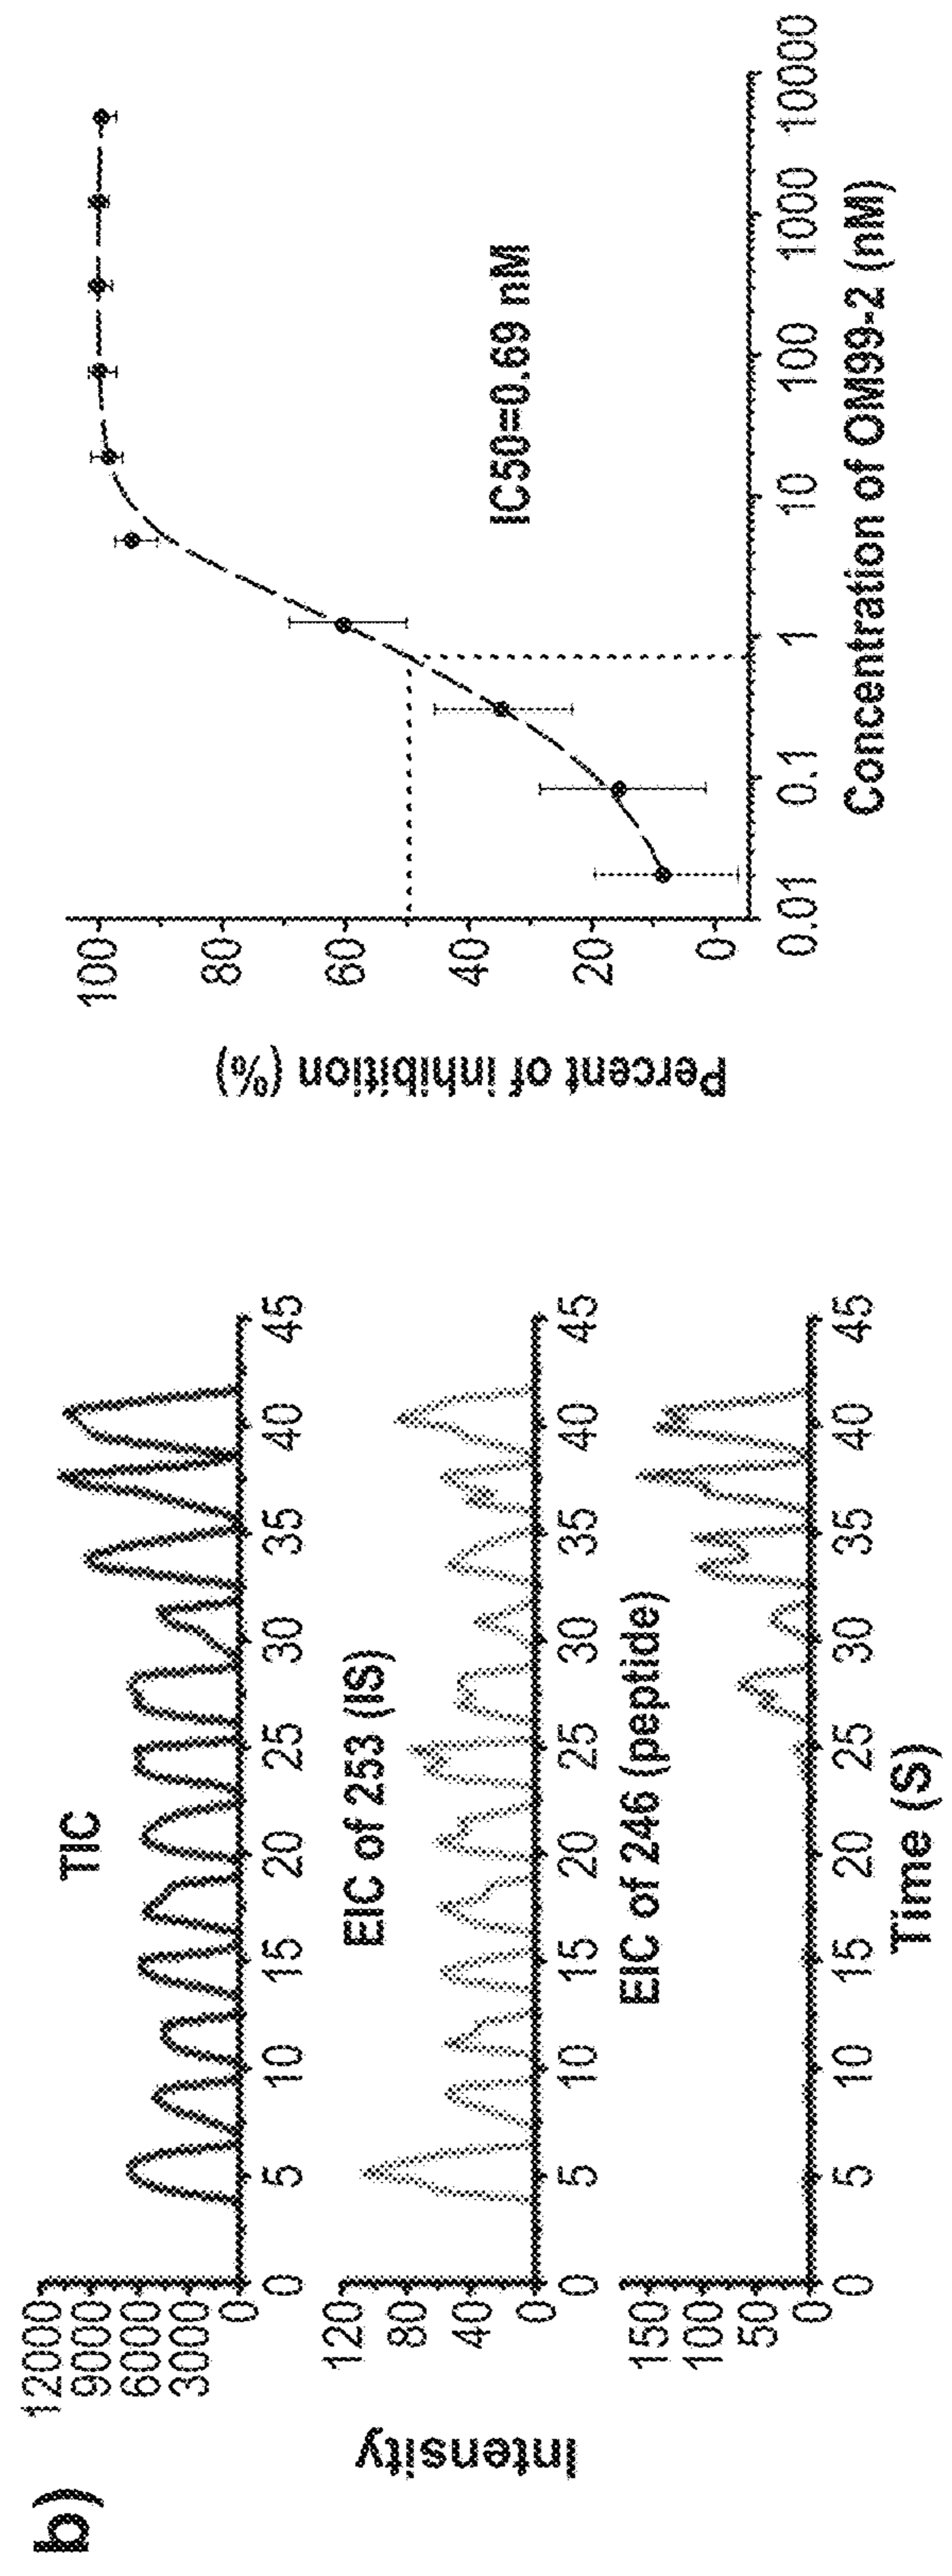 b)
Intensity
TIC
12000
9000
6000
3000
0
0 5 10 15 20 25 30 35 40 45
EIC of 253 (IS)
120
80
40
0
0 5 10 15 20 25 30 35 40 45
EIC of 246 (peptide)
150
100
50
0
0 5 10 15 20 25 30 35 40 45
Time (S)
Percent of inhibition (%)
100
80
60
40
20
0
IC50=0.69 nM
0.01 0.1 1 10 100 1000 10000
Concentration of OM99-2 (nM)